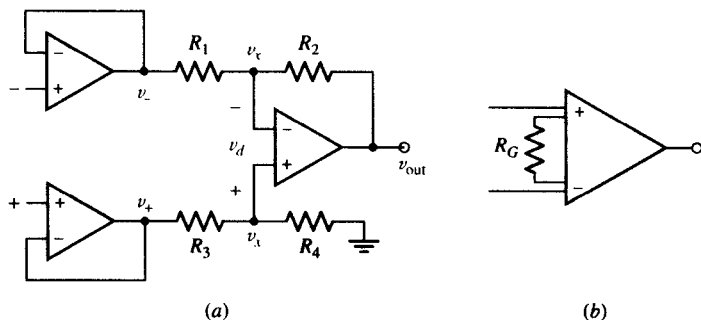 R1
vx
R2
−
+
−
v−
−
vd
−
+
vout
+
+
−
+
v+
R3
vx
R4
RG
+
−
(a)
(b)